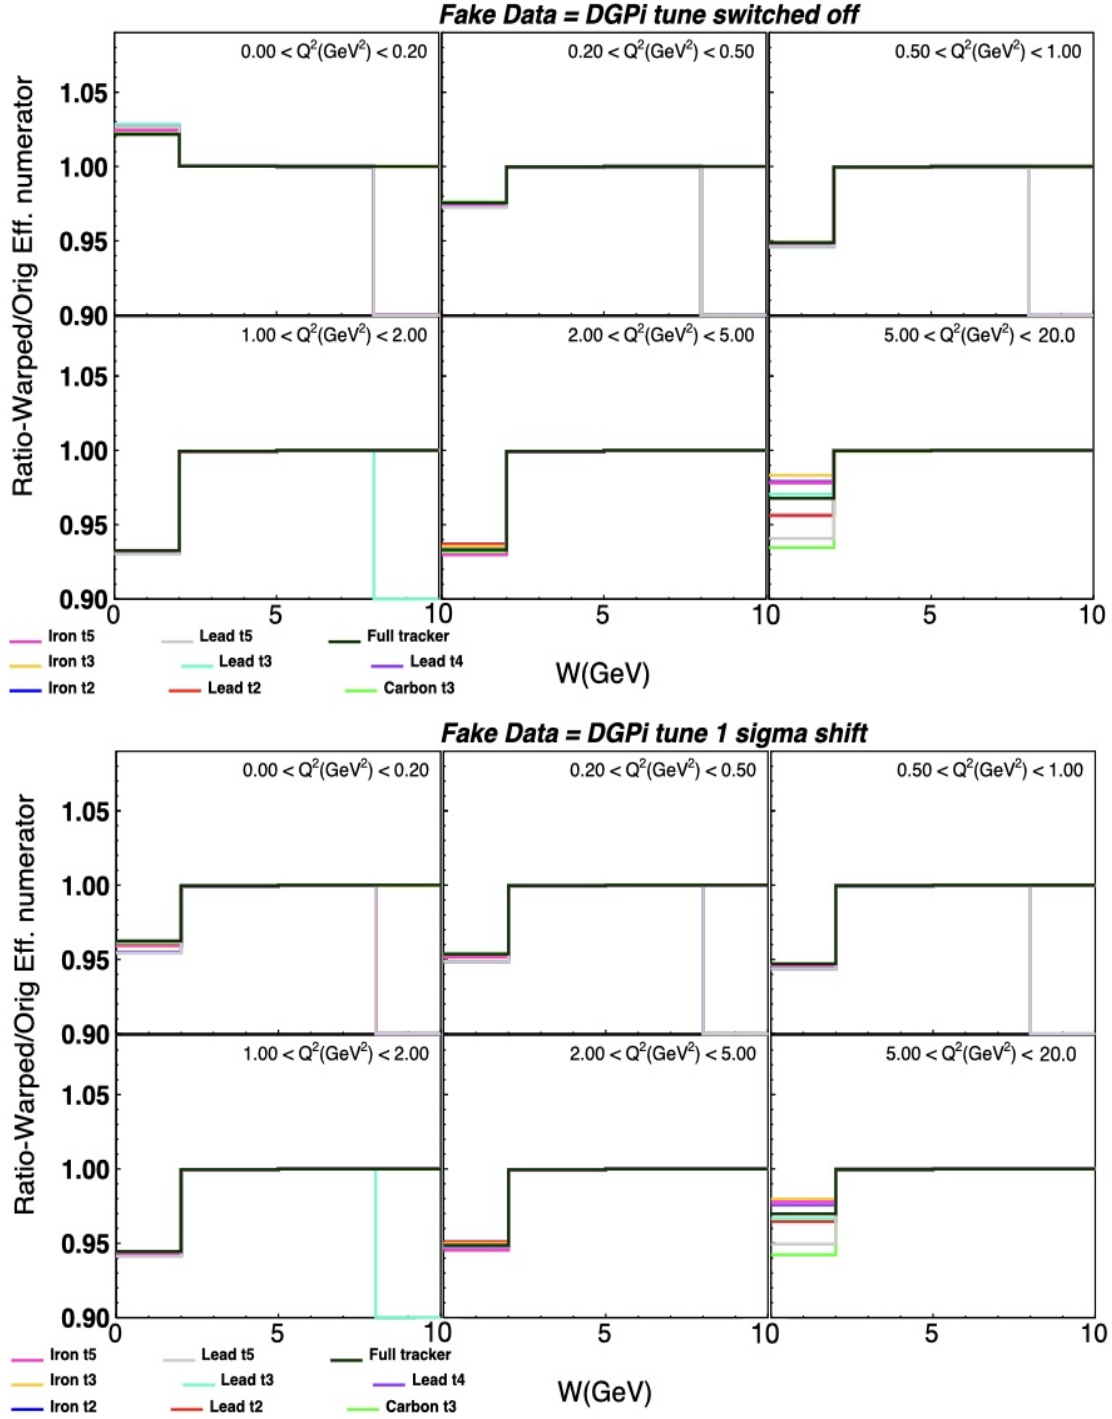 Fake Data = DGPi tune switched off
0.00 < Q²(GeV²) < 0.20
0.20 < Q²(GeV²) < 0.50
0.50 < Q²(GeV²) < 1.00
Ratio-Warped/Orig Eff. numerator
1.05
1.00
0.95
0.90
1.00 < Q²(GeV²) < 2.00
2.00 < Q²(GeV²) < 5.00
5.00 < Q²(GeV²) < 20.0
1.05
1.00
0.95
0.90
0 5 10 5 10 5 10
Iron t5 Lead t5 Full tracker
Iron t3 Lead t3 Lead t4
Iron t2 Lead t2 Carbon t3
W(GeV)
Fake Data = DGPi tune 1 sigma shift
0.00 < Q²(GeV²) < 0.20
0.20 < Q²(GeV²) < 0.50
0.50 < Q²(GeV²) < 1.00
Ratio-Warped/Orig Eff. numerator
1.05
1.00
0.95
0.90
1.00 < Q²(GeV²) < 2.00
2.00 < Q²(GeV²) < 5.00
5.00 < Q²(GeV²) < 20.0
1.05
1.00
0.95
0.90
0 5 10 5 10 5 10
Iron t5 Lead t5 Full tracker
Iron t3 Lead t3 Lead t4
Iron t2 Lead t2 Carbon t3
W(GeV)